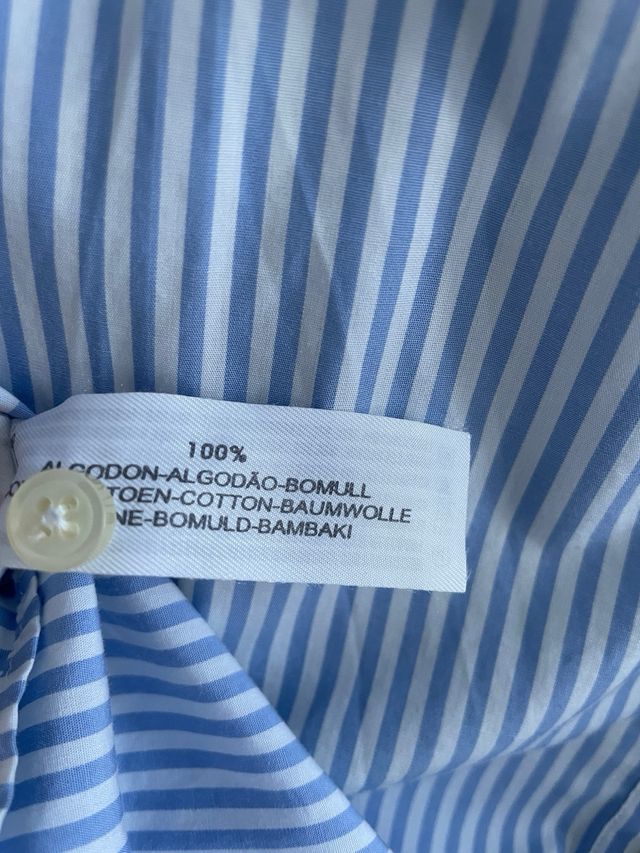 100%
ALGODON-ALGODÃO-BOMULL
TOEN-COTTON-BAUMWOLLE
NE-BOMULD-BAMBAKI